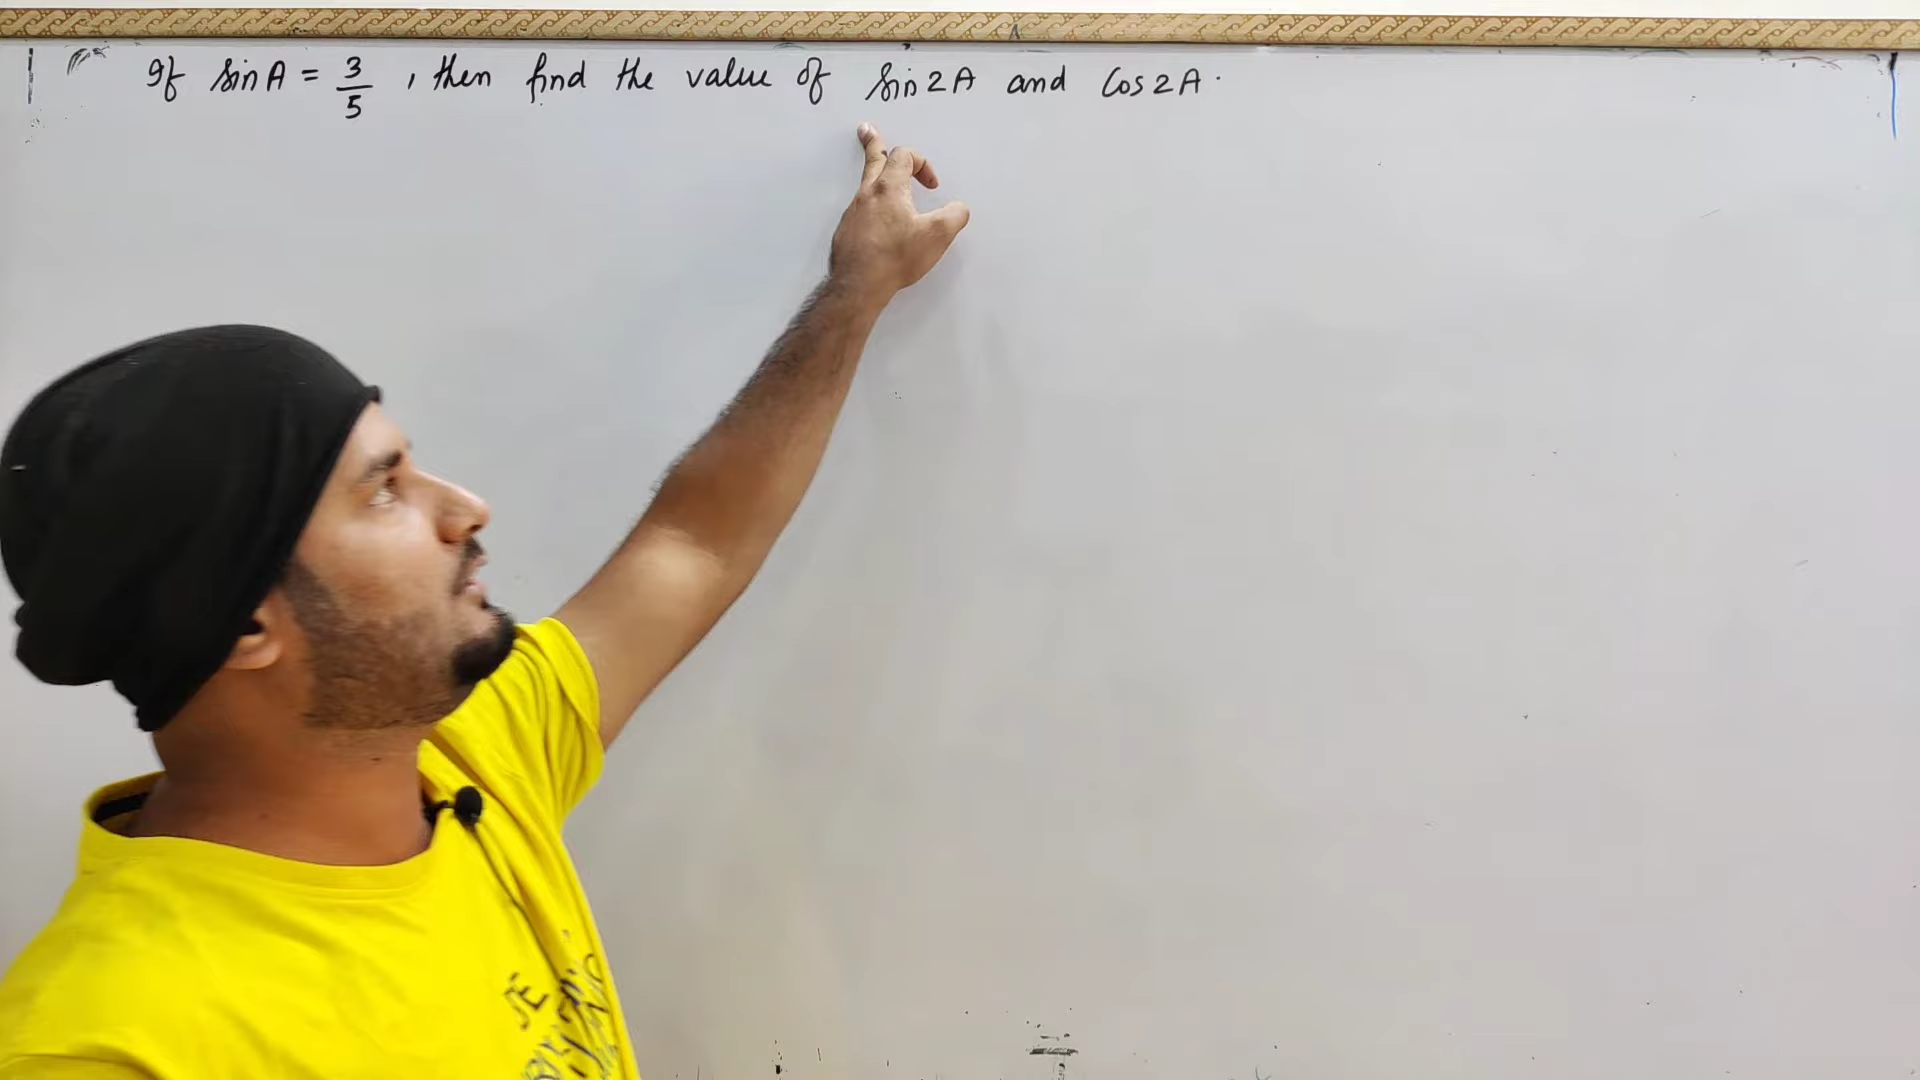 If sin A = 3/5 , then find the value of sin 2A and Cos 2A .